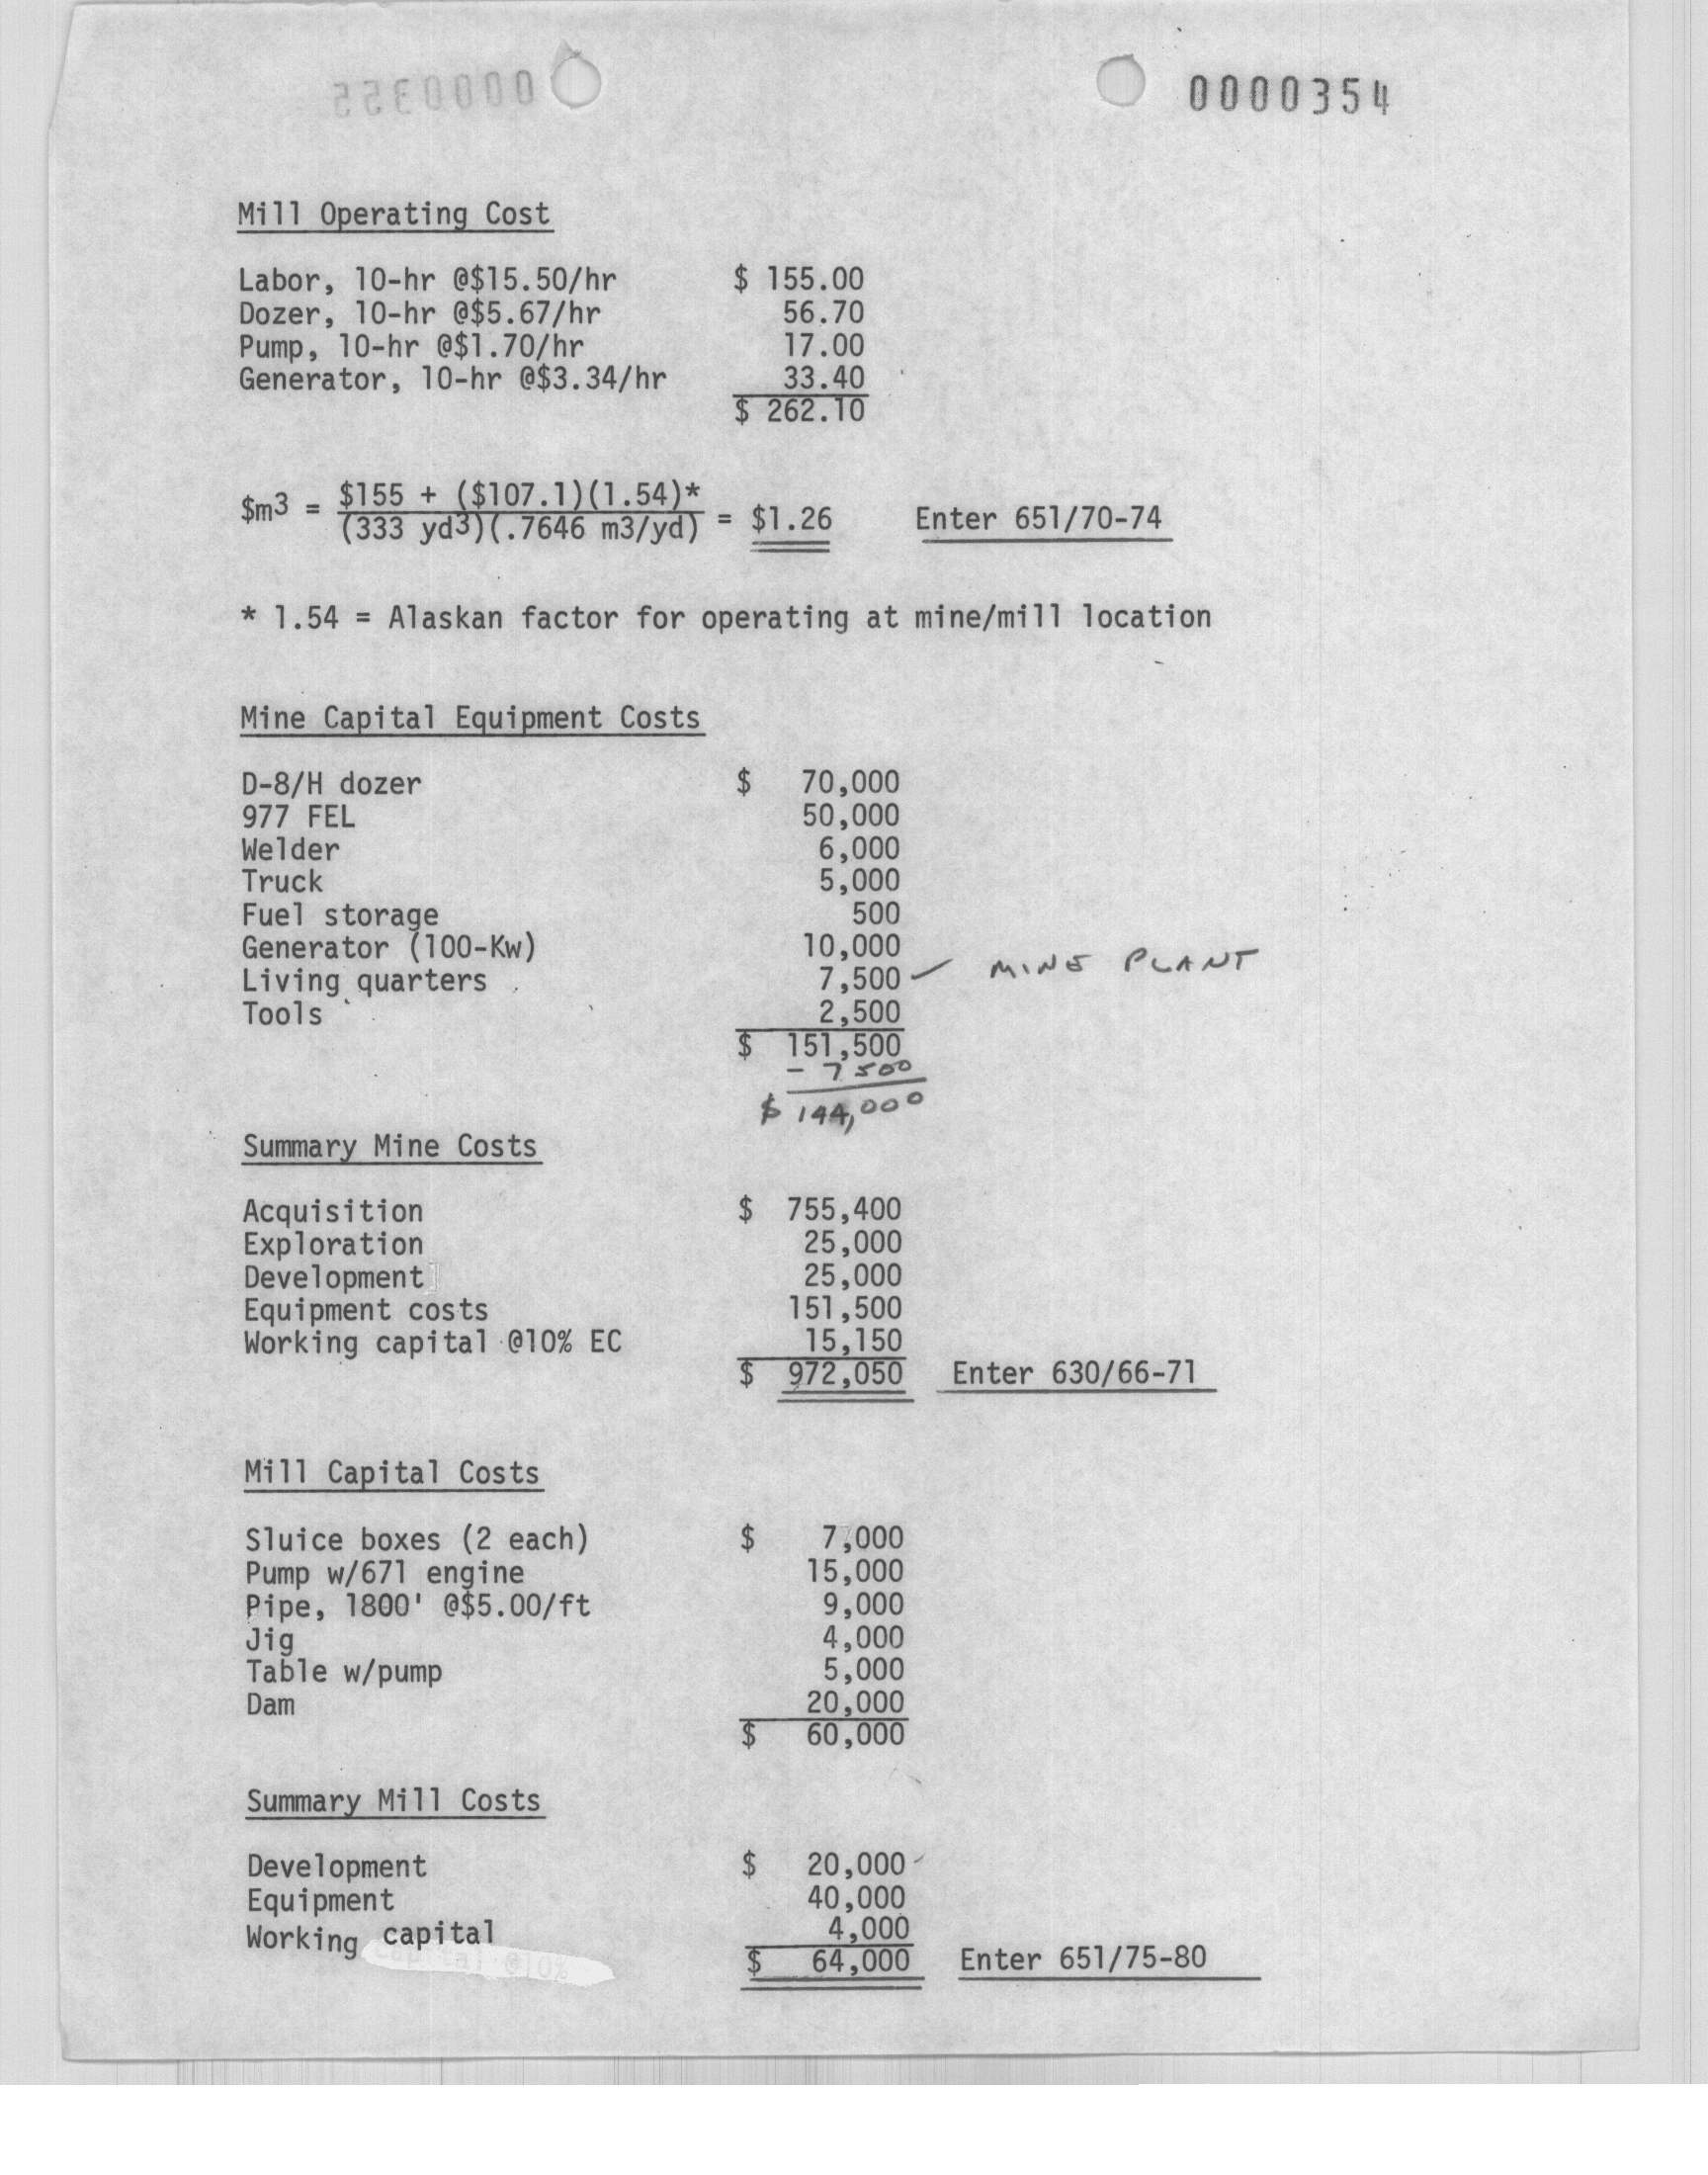 0000355
0000354
Mill Operating Cost
Labor, 10-hr @$15.50/hr $ 155.00
Dozer, 10-hr @$5.67/hr 56.70
Pump, 10-hr @$1.70/hr 17.00
Generator, 10-hr @$3.34/hr 33.40
$ 262.10
$m3 = $155 + ($107.1)(1.54)* / (333 yd3)(.7646 m3/yd) = $1.26 Enter 651/70-74
* 1.54 = Alaskan factor for operating at mine/mill location
Mine Capital Equipment Costs
D-8/H dozer $ 70,000
977 FEL 50,000
Welder 6,000
Truck 5,000
Fuel storage 500
Generator (100-Kw) 10,000
Living quarters 7,500 ✓ MINE PLANT
Tools 2,500
$ 151,500
- 7500
$ 144,000
Summary Mine Costs
Acquisition $ 755,400
Exploration 25,000
Development 25,000
Equipment costs 151,500
Working capital @10% EC 15,150
$ 972,050 Enter 630/66-71
Mill Capital Costs
Sluice boxes (2 each) $ 7,000
Pump w/671 engine 15,000
Pipe, 1800' @$5.00/ft 9,000
Jig 4,000
Table w/pump 5,000
Dam 20,000
$ 60,000
Summary Mill Costs
Development $ 20,000
Equipment 40,000
Working capital 4,000
$ 64,000 Enter 651/75-80